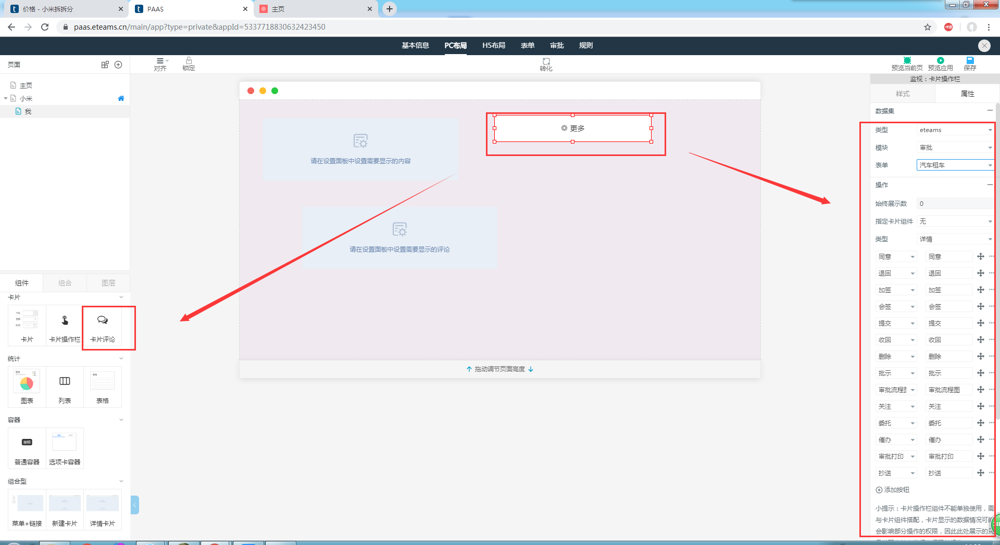 价格 - 小米拆拆分
PAAS
主页
paas.eteams.cn/main/app?type=private&appId=5337718830632423450
基本信息
PC布局
H5布局
表单
审批
规则
页面
对齐
锁定
转化
预览当前页
预览应用
保存
主页
小米
我
监视：卡片操作栏
样式
属性
数据集
类型
eteams
模块
审批
表单
汽车租车
操作
始终展示数
0
指定卡片组件
无
类型
详情
同意
同意
退回
退回
加签
加签
会签
会签
提交
提交
收回
收回
删除
删除
批示
批示
审批流程图
审批流程图
关注
关注
委托
委托
催办
催办
审批打印
审批打印
抄送
抄送
添加按钮
小提示：卡片操作栏组件不能单独使用，需
与卡片组件搭配，卡片显示的数据情况可能
会影响部分操作的权限，因此此处展示的只
更多
请在设置面板中设置需要显示的内容
请在设置面板中设置需要显示的评论
拖动调节页面高度
组件
组合
图层
卡片
卡片
卡片操作栏
卡片评论
统计
图表
表格
图表
列表
表格
容器
按钮
普通容器
选项卡容器
组合型
菜单+链接
新建卡片
详情卡片